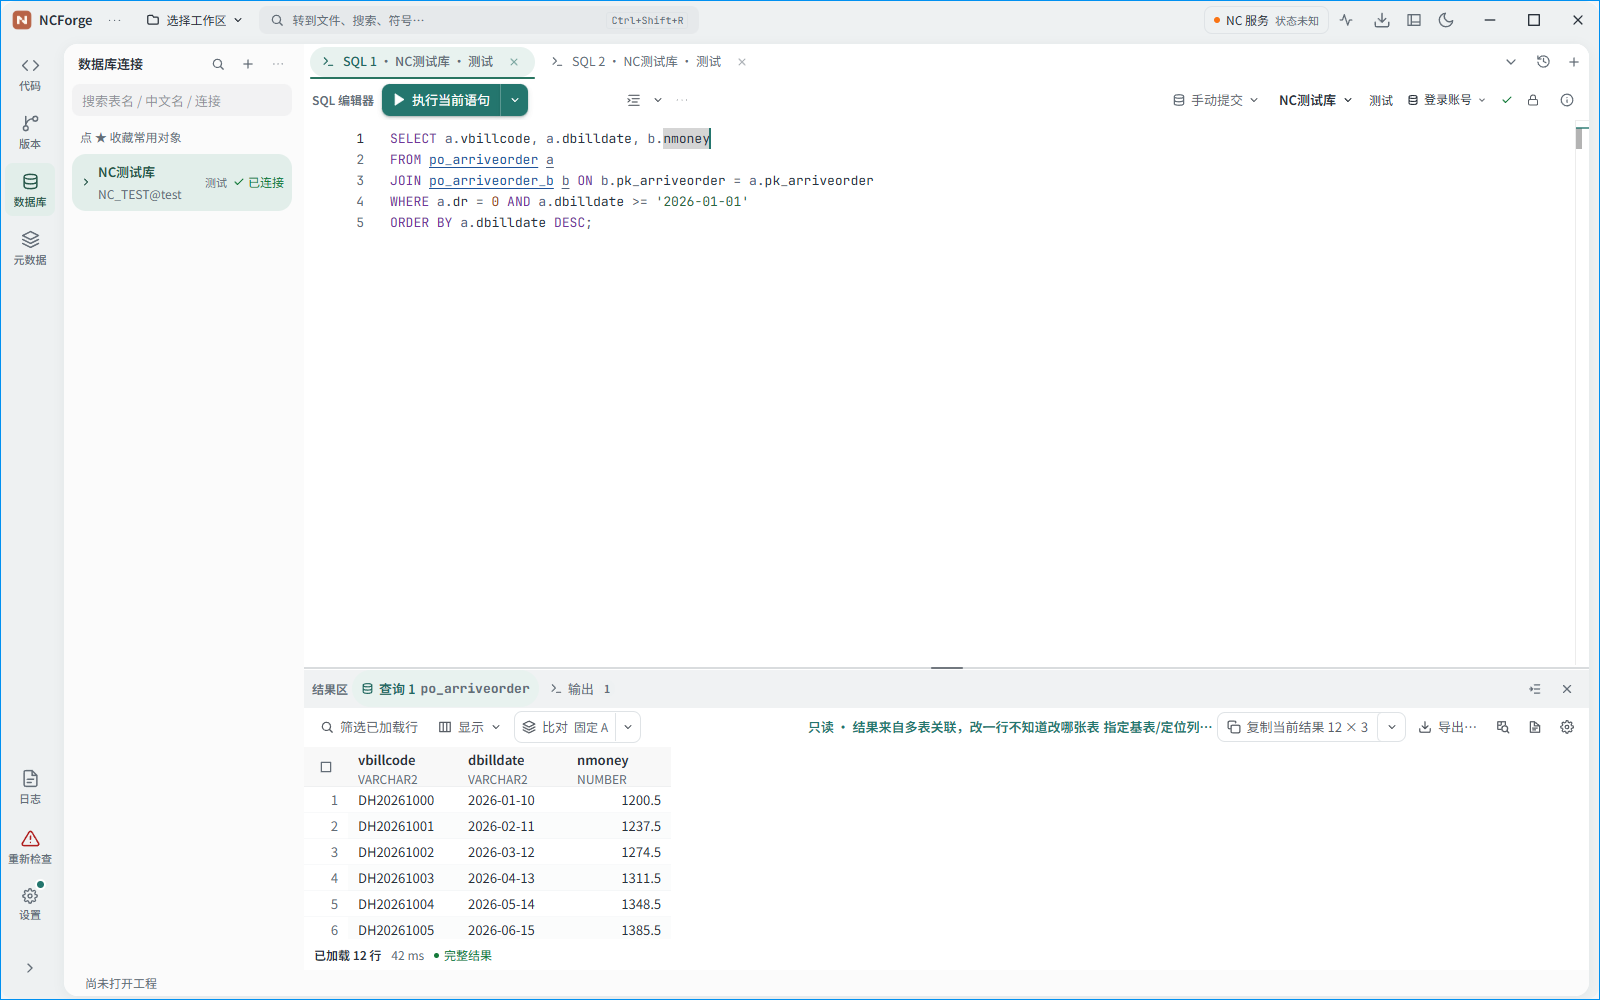 NCForge ··· 选择工作区 转到文件、搜索、符号··· Ctrl+Shift+R NC 服务 状态未知
代码
版本
数据库
元数据
日志
重新检查
设置
数据库连接
搜索表名 / 中文名 / 连接
点 ★ 收藏常用对象
NC测试库
NC_TEST@test
测试 ✓ 已连接
SQL 1 • NC测试库 • 测试 ×
SQL 2 • NC测试库 • 测试 ×
SQL 编辑器 执行当前语句 ··· 手动提交 NC测试库 测试 登录账号
1 SELECT a.vbillcode, a.dbilldate, b.nmoney
2 FROM po_arriveorder a
3 JOIN po_arriveorder_b b ON b.pk_arriveorder = a.pk_arriveorder
4 WHERE a.dr = 0 AND a.dbilldate >= '2026-01-01'
5 ORDER BY a.dbilldate DESC;
结果区 查询 1 po_arriveorder 输出 1
筛选已加载行 显示 比对 固定 A 只读 • 结果来自多表关联，改一行不知道改哪张表 指定基表/定位列··· 复制当前结果 12 × 3 导出···
vbillcode dbilldate nmoney
VARCHAR2 VARCHAR2 NUMBER
1 DH20261000 2026-01-10 1200.5
2 DH20261001 2026-02-11 1237.5
3 DH20261002 2026-03-12 1274.5
4 DH20261003 2026-04-13 1311.5
5 DH20261004 2026-05-14 1348.5
6 DH20261005 2026-06-15 1385.5
已加载 12 行 42 ms ● 完整结果
尚未打开工程